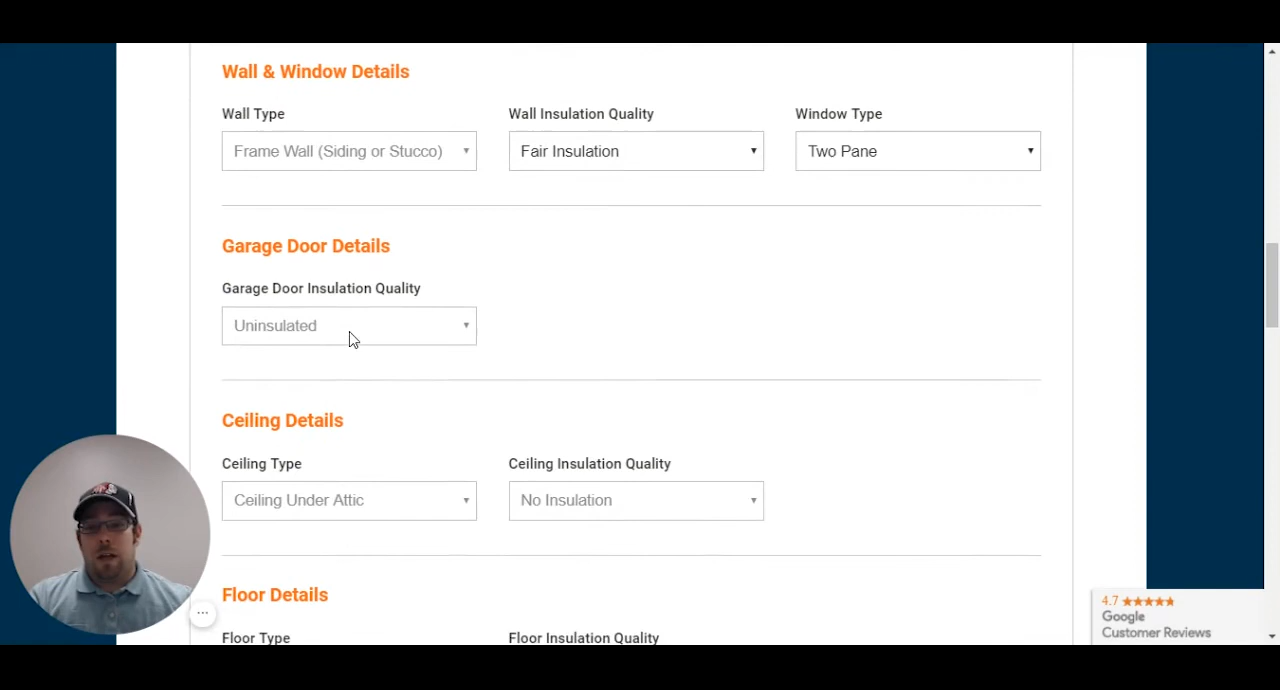 Wall & Window Details
Wall Type Wall Insulation Quality Window Type
Frame Wall (Siding or Stucco) Fair Insulation Two Pane
Garage Door Details
Garage Door Insulation Quality
Uninsulated
Ceiling Details
Ceiling Type Ceiling Insulation Quality
Ceiling Under Attic No Insulation
Floor Details
Floor Type Floor Insulation Quality
4.7
Google
Customer Reviews